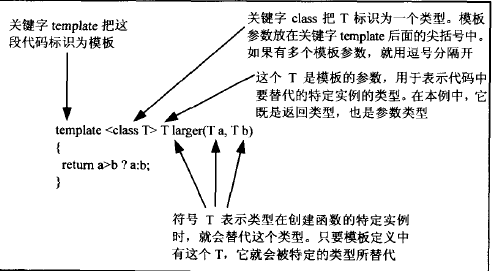 关键字 template 把这
段代码标识为模板
关键字 class 把 T 标识为一个类型。模板
参数放在关键字 template 后面的尖括号中。
如果有多个模板参数，就用逗号分隔开
这个 T 是模板的参数，用于表示代码中
要替代的特定实例的类型。在本例中，它
既是返回类型，也是参数类型
template <class T> T larger(T a, T b)
{
return a>b ? a:b;
}
符号 T 表示类型在创建函数的特定实例
时，就会替代这个类型。只要模板定义中
有这个 T，它就会被特定的类型所替代